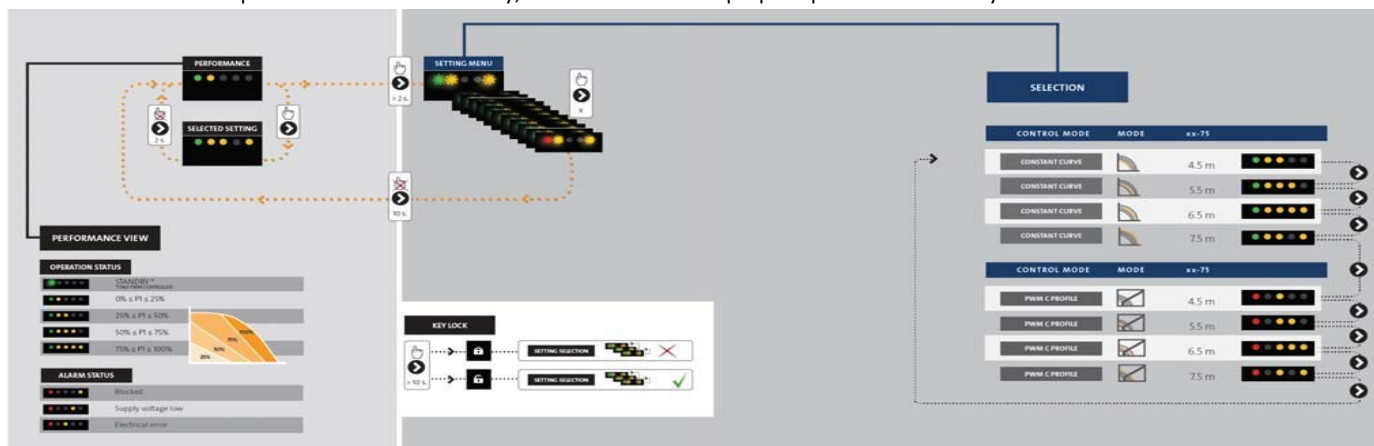 PERFORMANCE
SELECTED SETTING
2 s.
> 2 s.
SETTING MENU
X
10 s.
PERFORMANCE VIEW
OPERATION STATUS
STANDBY *
0% ≤ P1 ≤ 25%
25% ≤ P1 ≤ 50%
50% ≤ P1 ≤ 75%
75% ≤ P1 ≤ 100%
25%
50%
75%
100%
ALARM STATUS
Blocked
Supply voltage low
Electrical error
KEY LOCK
> 10 s.
SETTING SELECTION
SETTING SELECTION
SELECTION
CONTROL MODE MODE xx-75
CONSTANT CURVE 4.5 m
CONSTANT CURVE 5.5 m
CONSTANT CURVE 6.5 m
CONSTANT CURVE 7.5 m
CONTROL MODE MODE xx-75
PWM C PROFILE 4.5 m
PWM C PROFILE 5.5 m
PWM C PROFILE 6.5 m
PWM C PROFILE 7.5 m